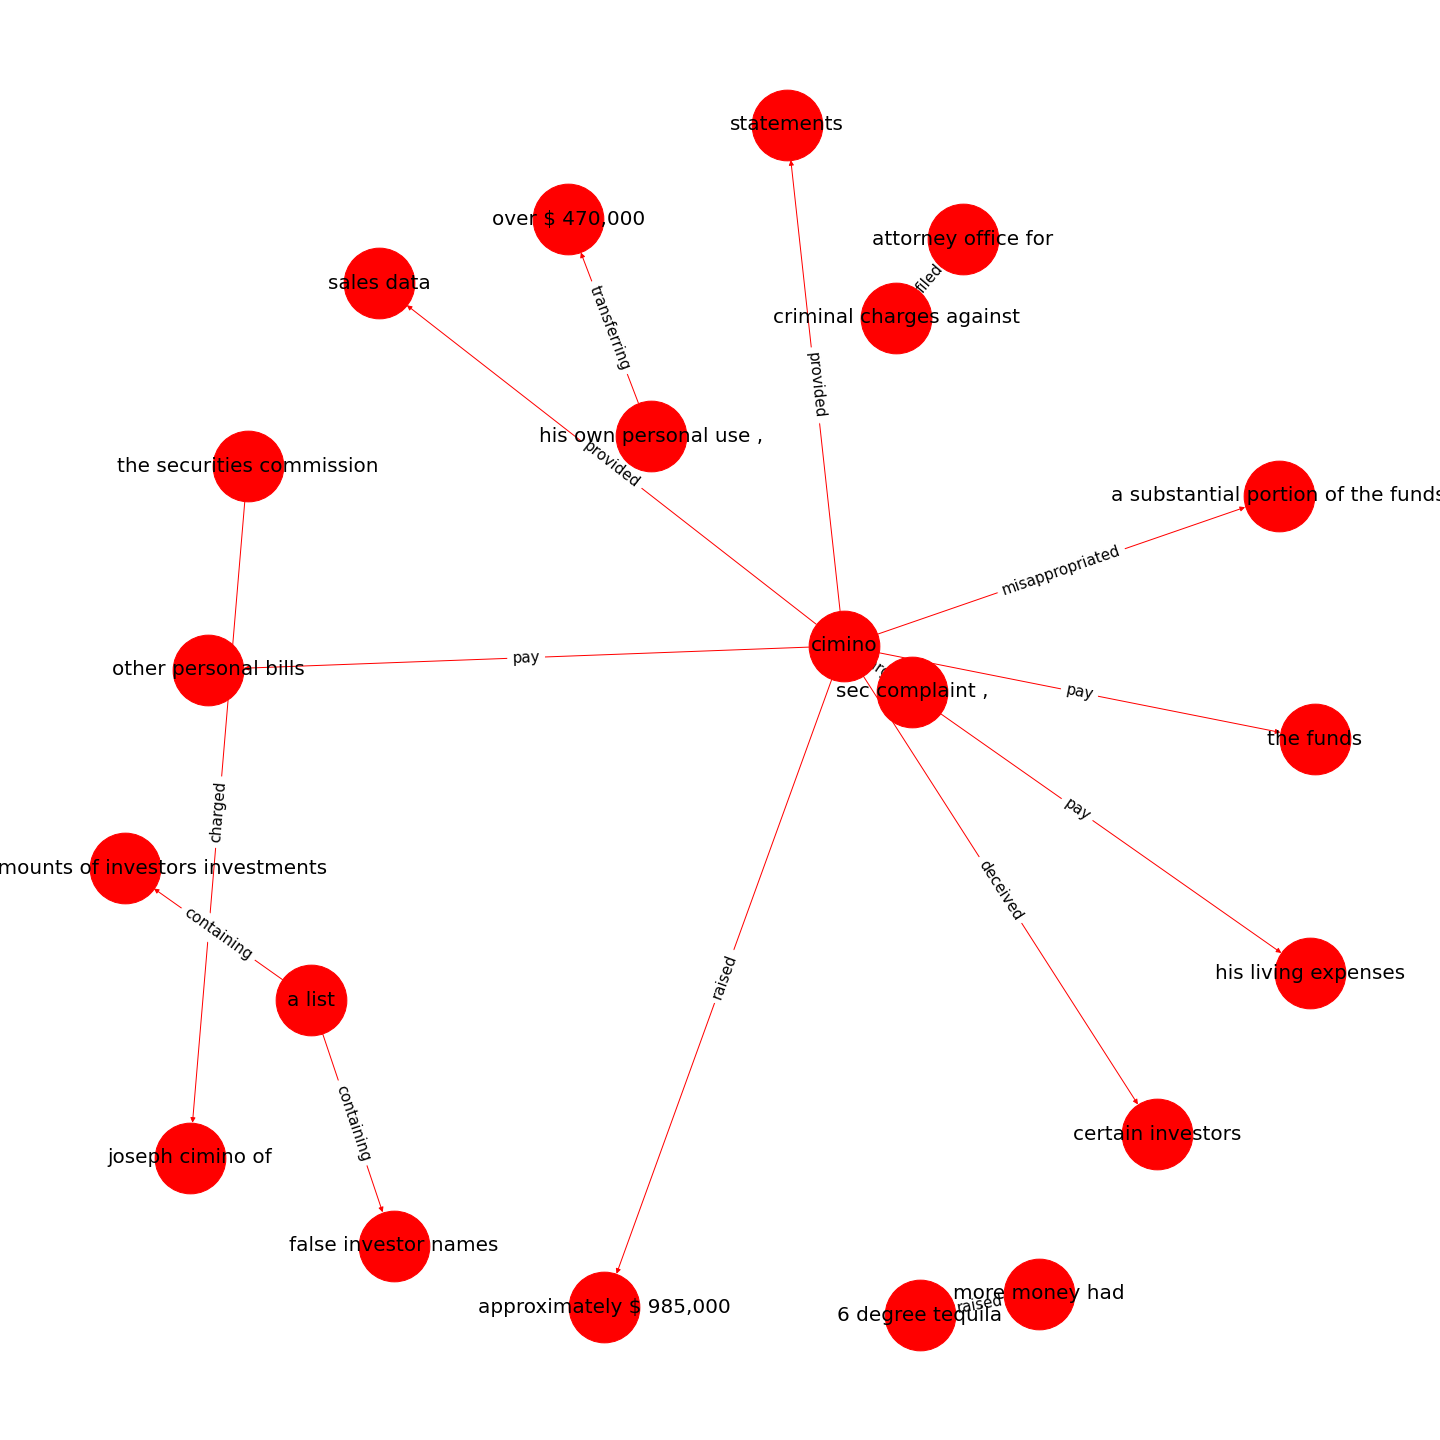 statements
over $ 470,000
attorney office for
filed
sales data
criminal charges against
transferring
provided
his own personal use ,
provided
the securities commission
a substantial portion of the funds
misappropriated
cimino
pay
other personal bills
sec complaint ,
pay
the funds
charged
pay
mounts of investors investments
deceived
containing
his living expenses
raised
a list
containing
certain investors
joseph cimino of
false investor names
more money had
raised
approximately $ 985,000
6 degree tequila